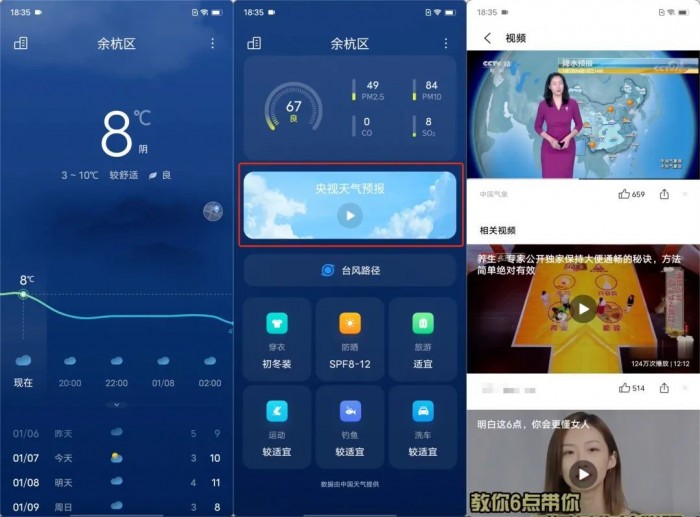 18:35
余杭区
8℃
阴
3 ~ 10℃ 较舒适 良
8℃
现在 20:00 22:00 01/08 02:00
01/06 昨天 5 9
01/07 今天 3 10
01/08 明天 4 11
01/09 周日 3 8
18:35
余杭区
67
良
49
PM2.5
84
PM10
0
CO
8
SO₂
央视天气预报
台风路径
穿衣
初冬装
防晒
SPF8-12
旅游
适宜
运动
较适宜
钓鱼
较适宜
洗车
较适宜
数据由中国天气提供
18:35
视频
CCTV 13
降水预报
中国气象
659
相关视频
养生：专家公开独家保持大便通畅的秘诀，方法
简单绝对有效
124万次播放 | 12:12
514
明白这6点，你会更懂女人
教你6点带你